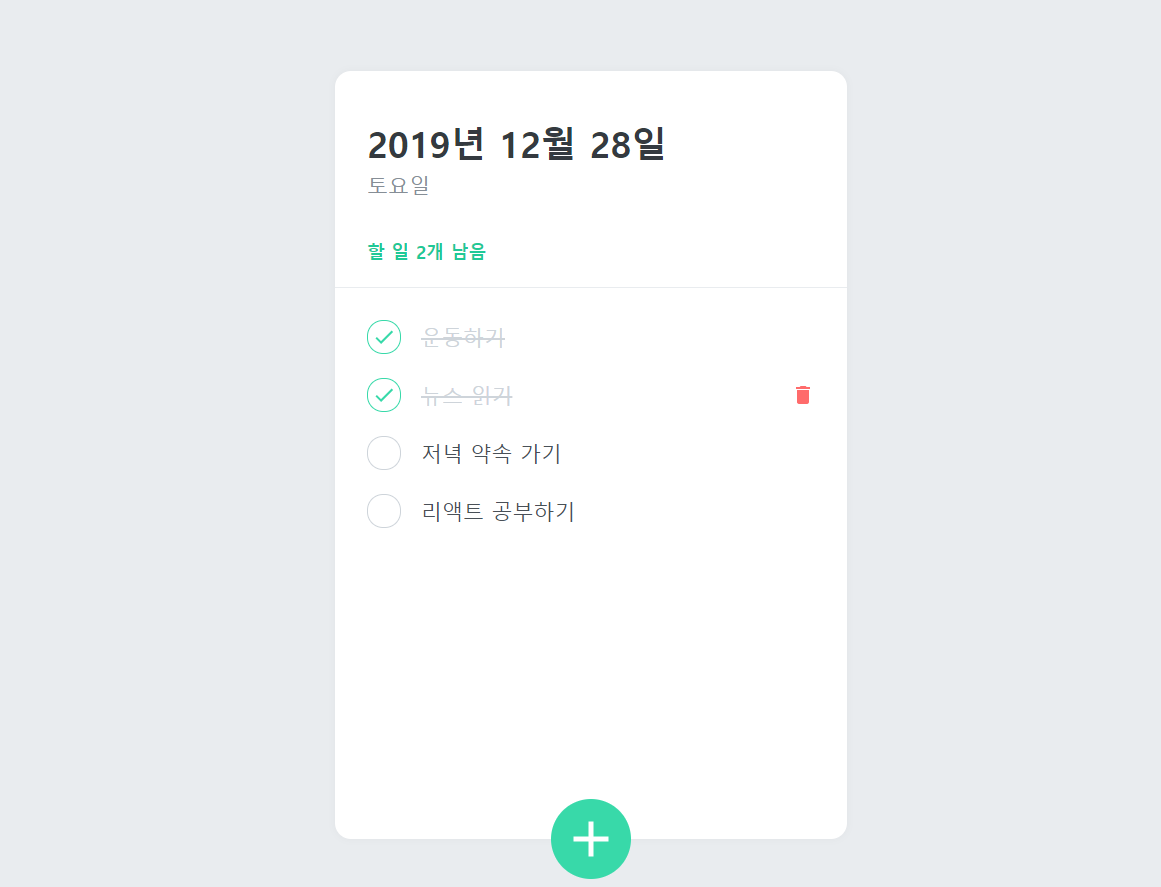 2019년 12월 28일
토요일
할 일 2개 남음
운동하기
뉴스 읽기
저녁 약속 가기
리액트 공부하기